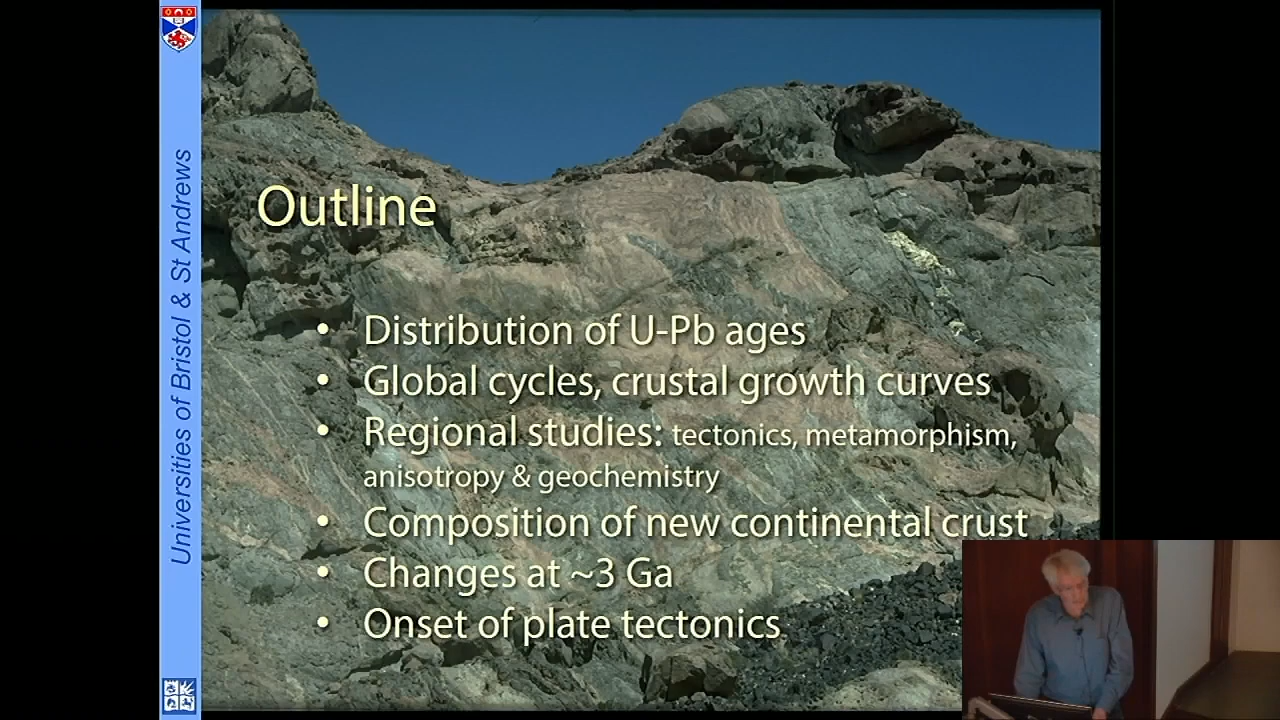 Universities of Bristol & St Andrews
Outline
• Distribution of U-Pb ages
• Global cycles, crustal growth curves
• Regional studies: tectonics, metamorphism,
anisotropy & geochemistry
• Composition of new continental crust
• Changes at ~3 Ga
• Onset of plate tectonics